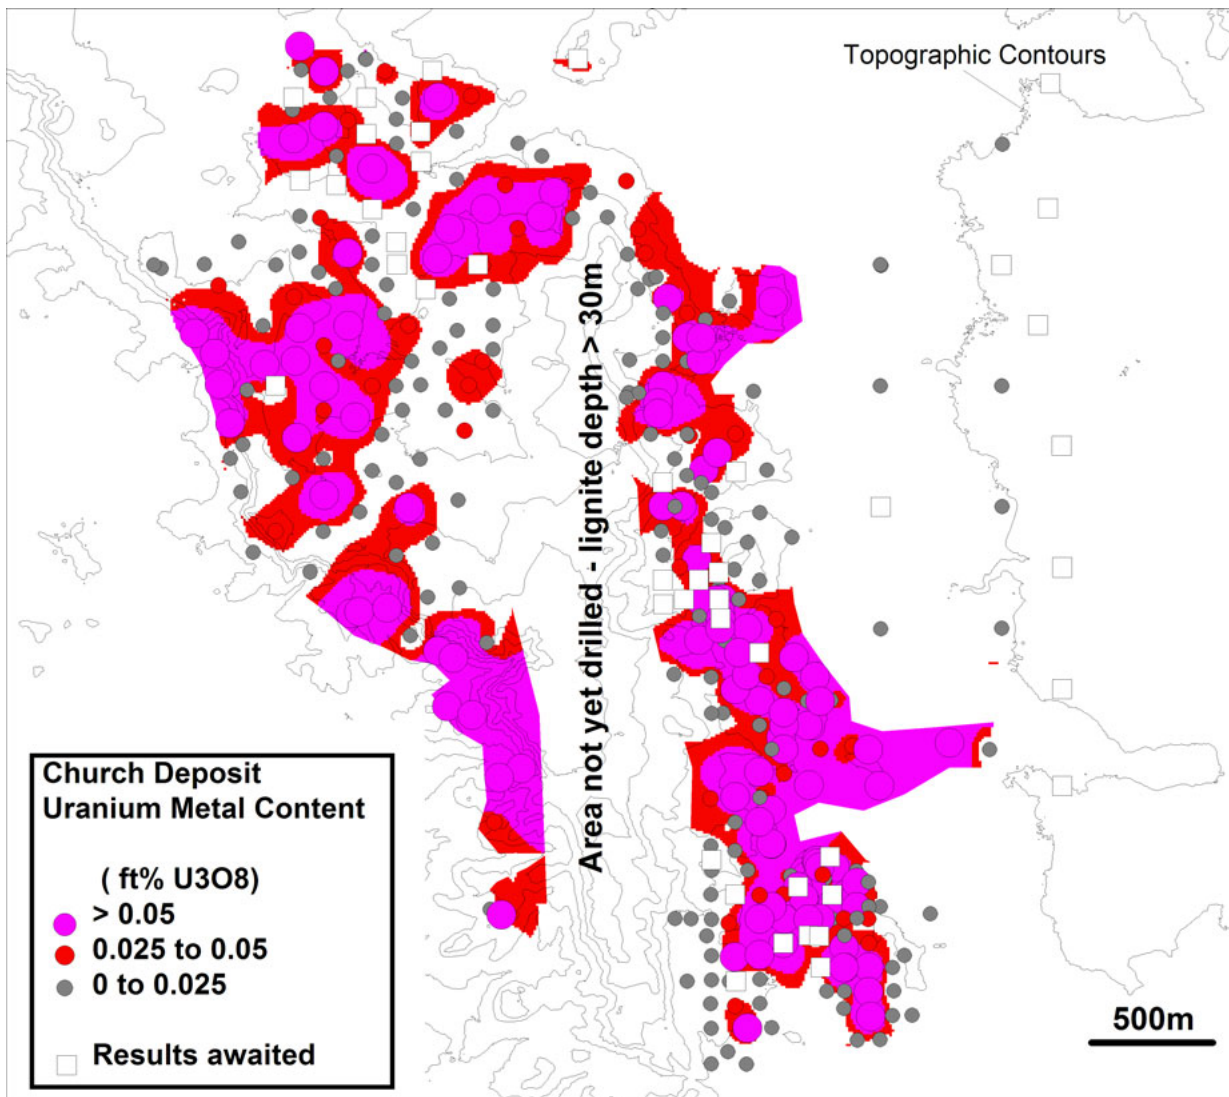 Topographic Contours
Area not yet drilled - lignite depth > 30m
Church Deposit
Uranium Metal Content
( ft% U3O8)
> 0.05
0.025 to 0.05
0 to 0.025
Results awaited
500m